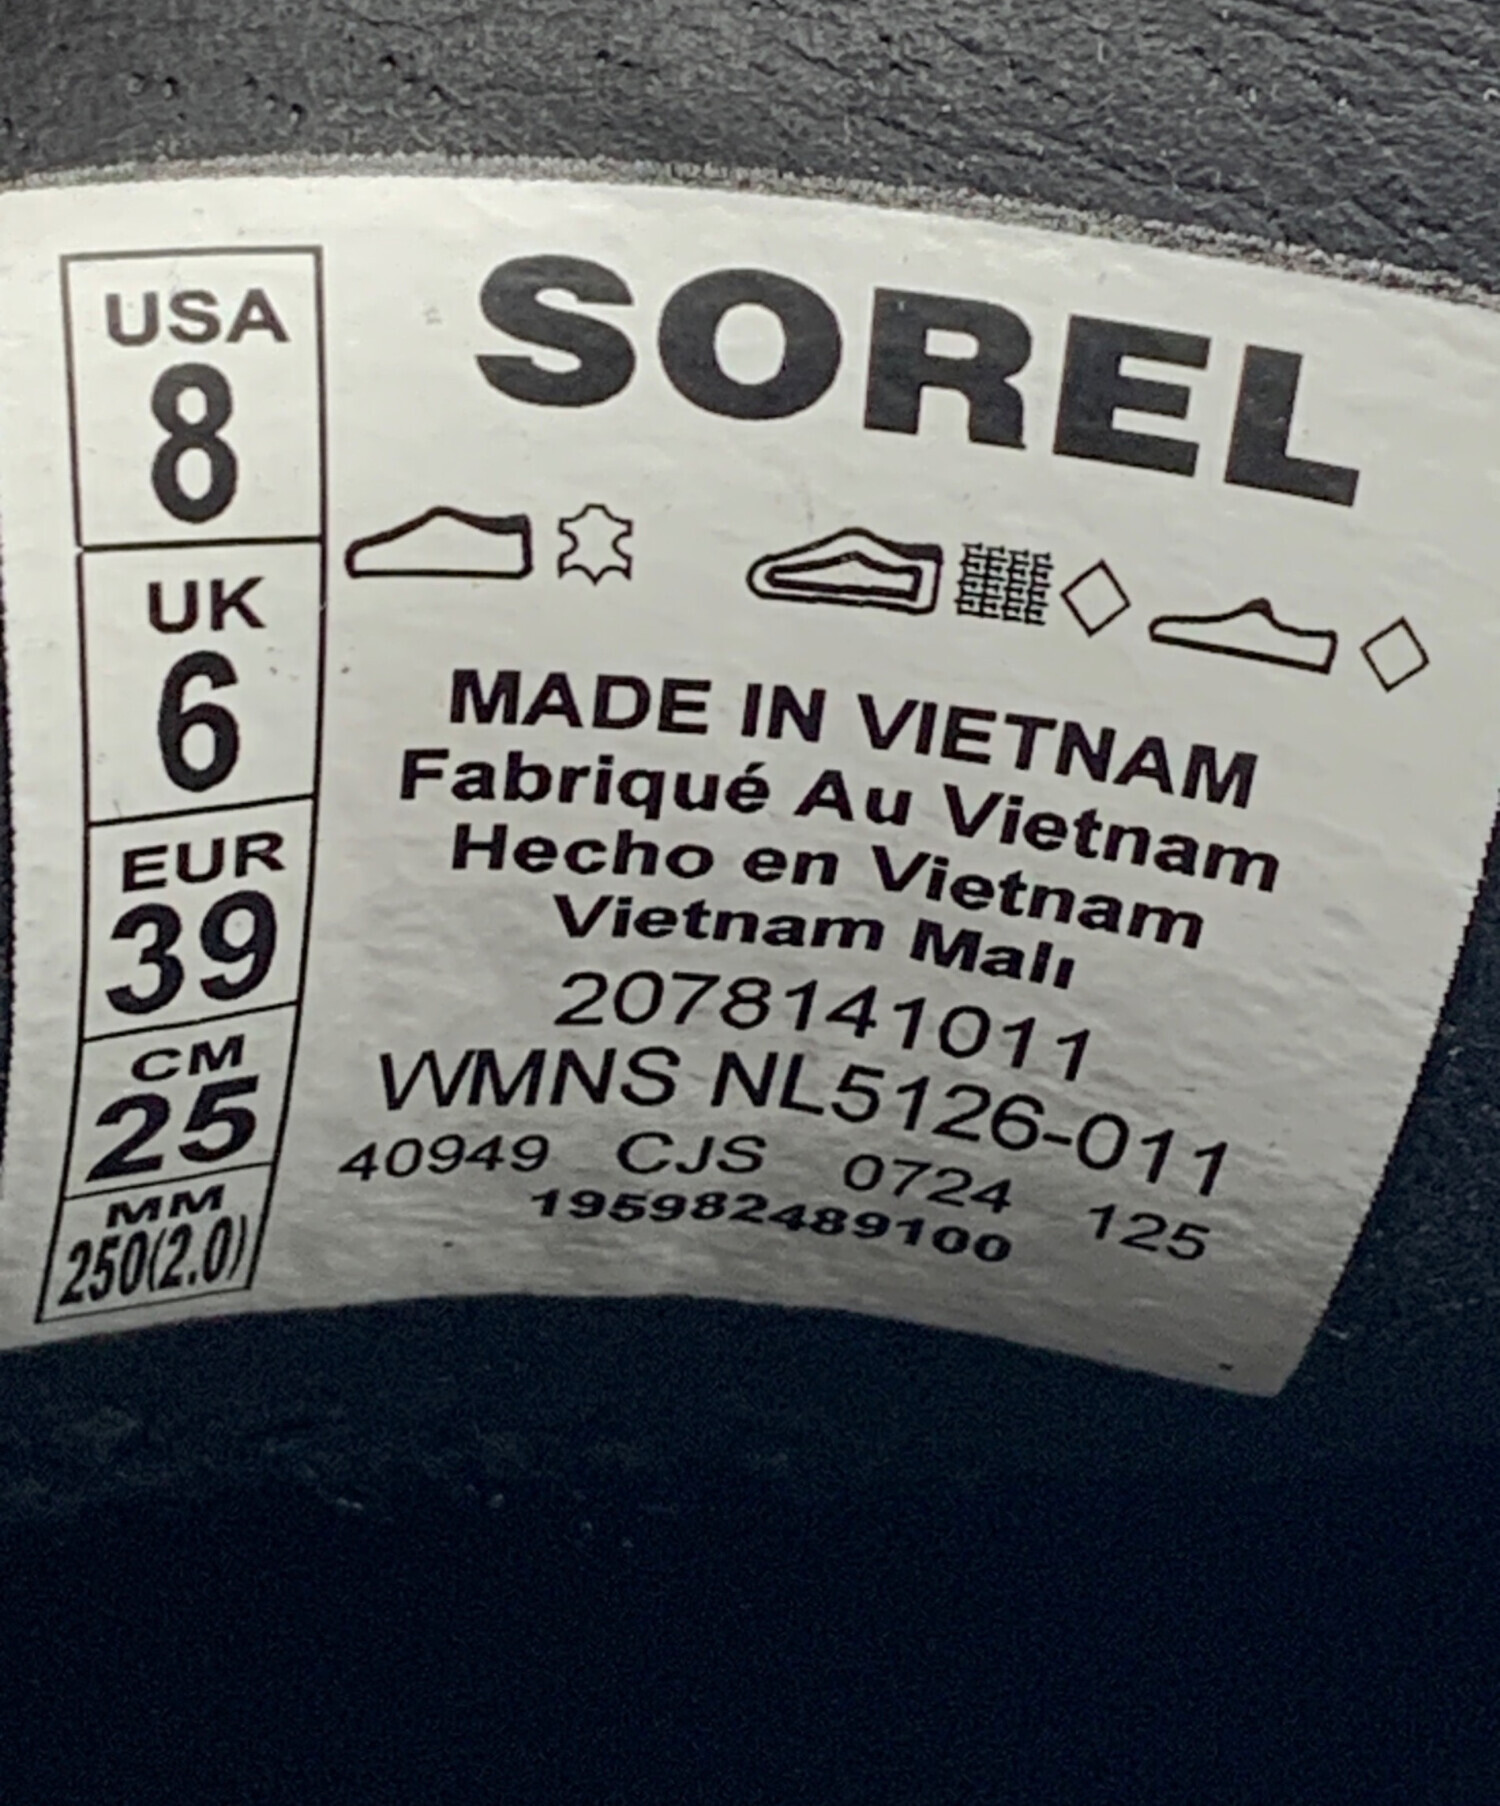 USA
8
UK
6
EUR
39
CM
25
MM
250(2.0)
SOREL
MADE IN VIETNAM
Fabriqué Au Vietnam
Hecho en Vietnam
Vietnam Malı
2078141011
WMNS NL5126-011
40949 CJS 0724 125
195982489100